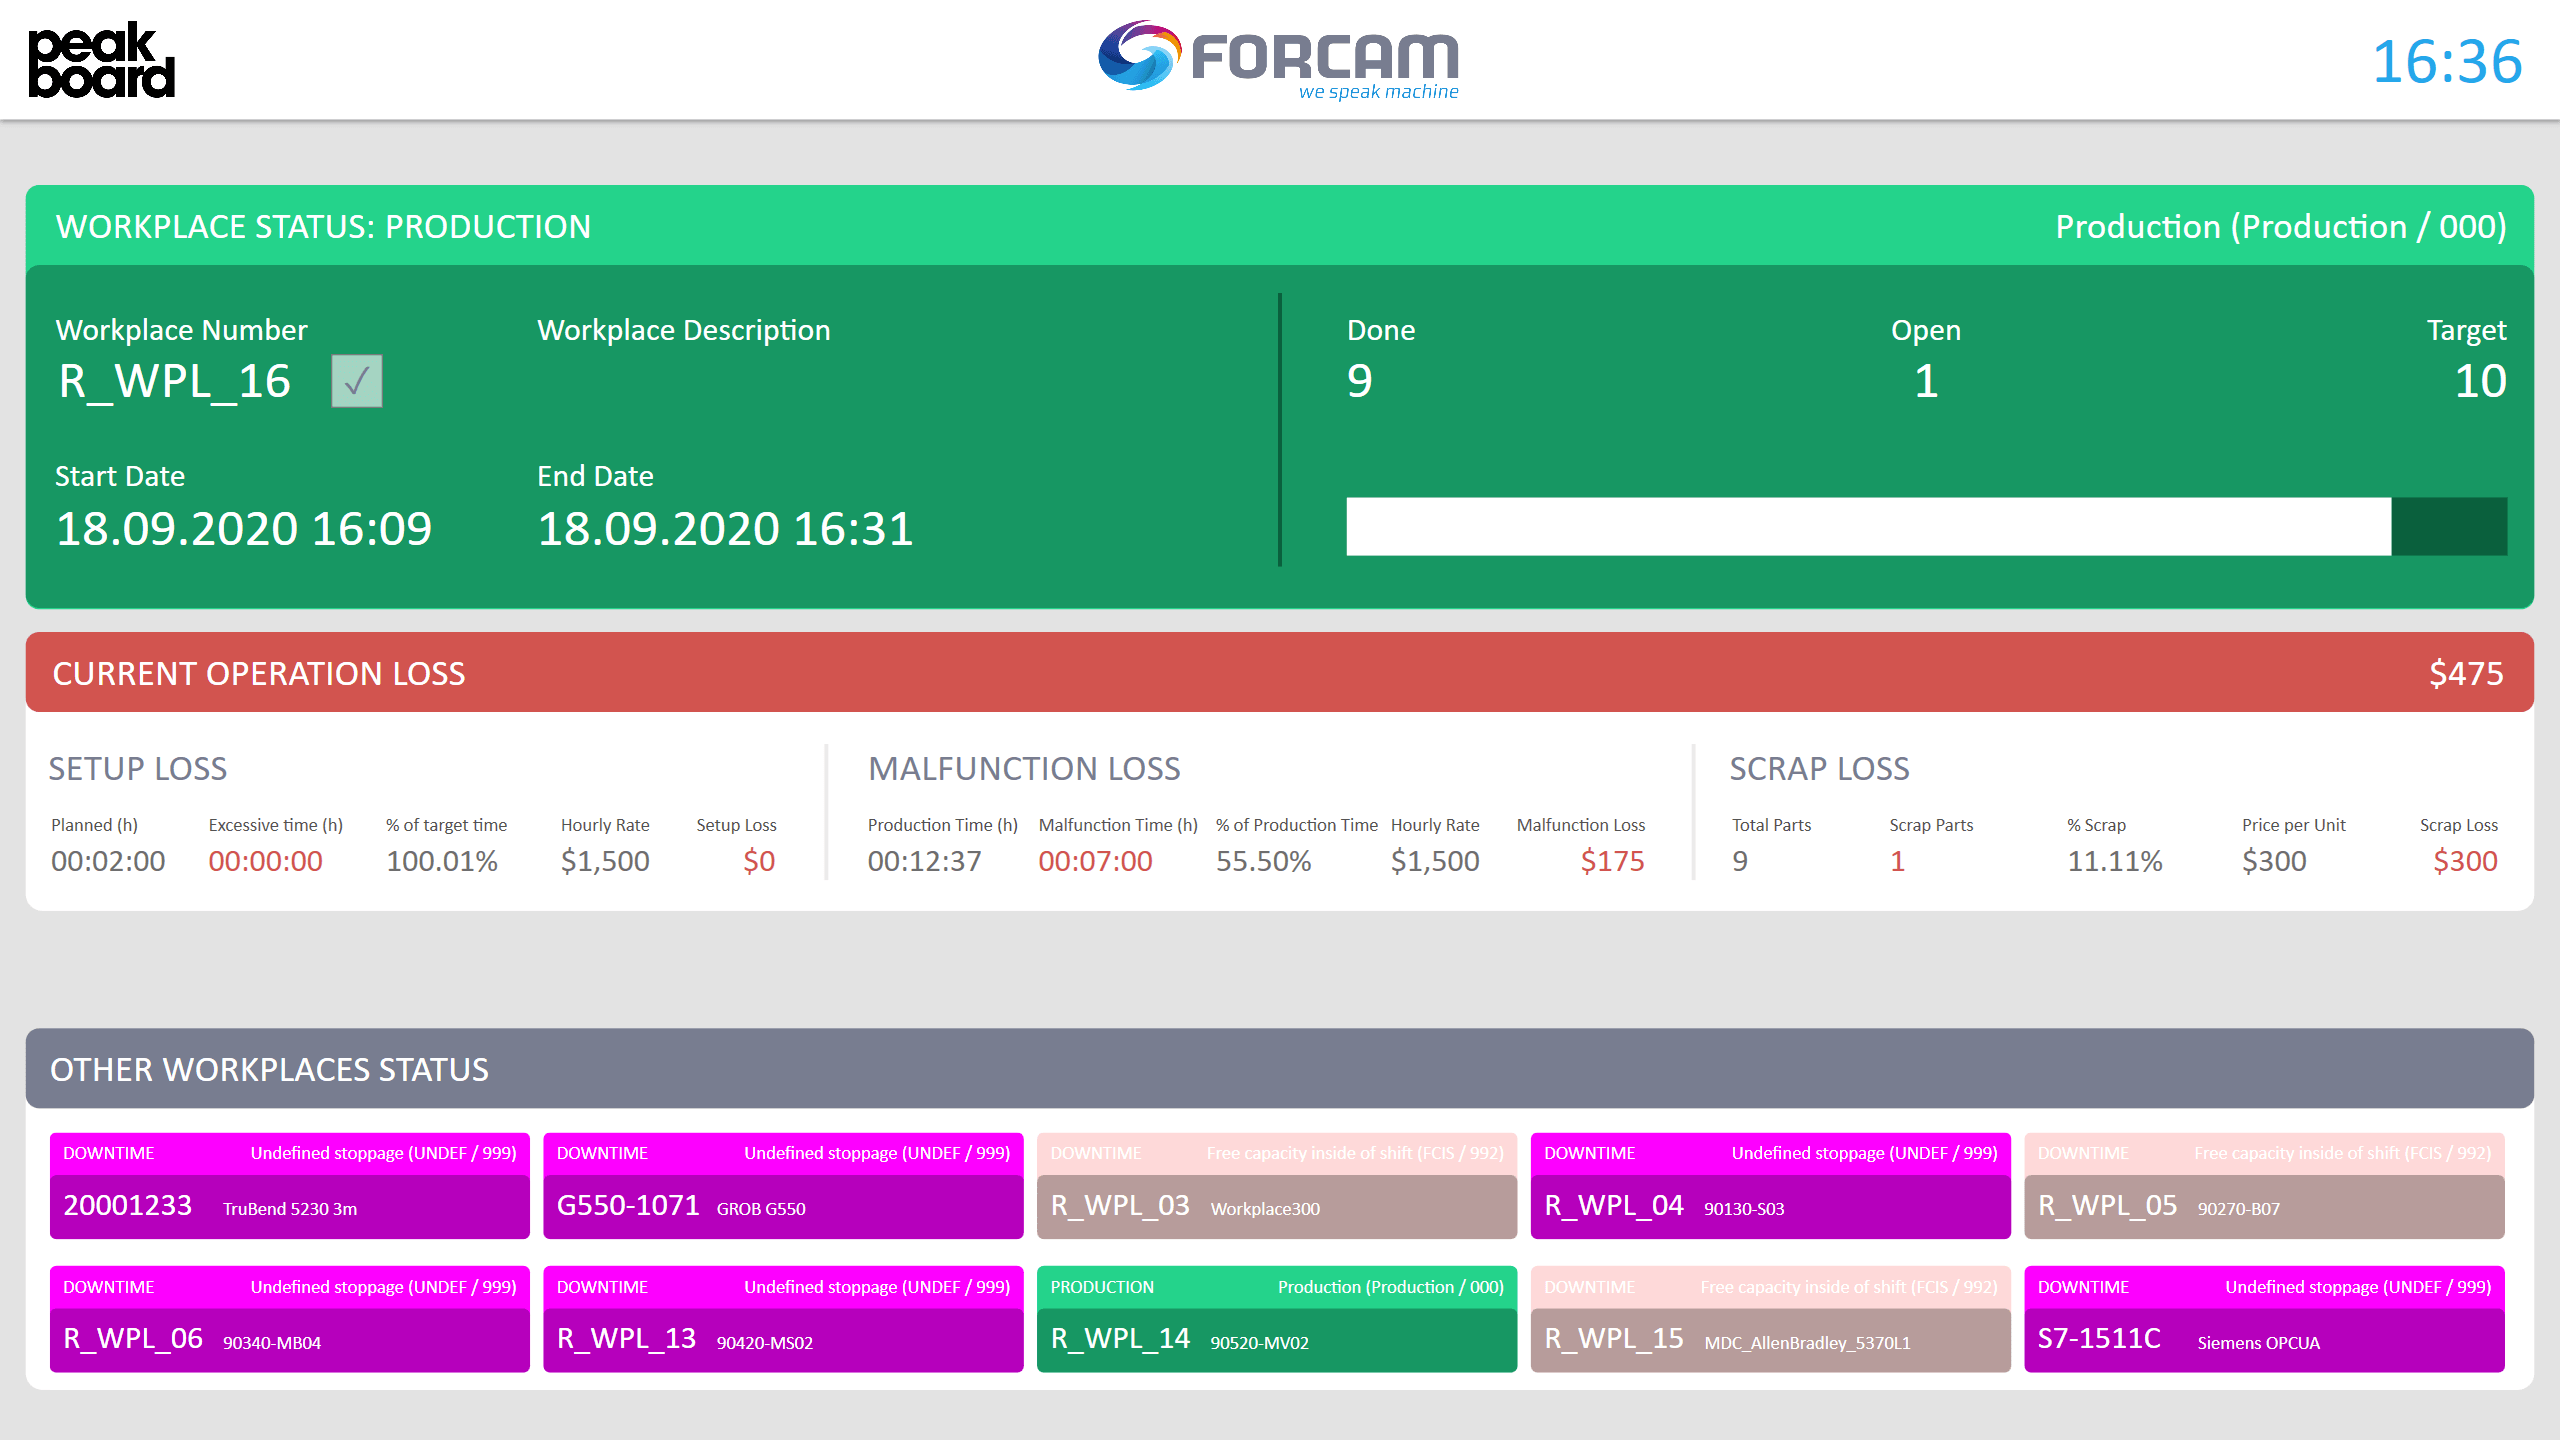 peak
board
FORCAM
we speak machine
16:36
WORKPLACE STATUS: PRODUCTION Production (Production / 000)
Workplace Number Workplace Description Done Open Target
R_WPL_16 ✓ 9 1 10
Start Date End Date
18.09.2020 16:09 18.09.2020 16:31
CURRENT OPERATION LOSS $475
SETUP LOSS MALFUNCTION LOSS SCRAP LOSS
Planned (h) Excessive time (h) % of target time Hourly Rate Setup Loss Production Time (h) Malfunction Time (h) % of Production Time Hourly Rate Malfunction Loss Total Parts Scrap Parts % Scrap Price per Unit Scrap Loss
00:02:00 00:00:00 100.01% $1,500 $0 00:12:37 00:07:00 55.50% $1,500 $175 9 1 11.11% $300 $300
OTHER WORKPLACES STATUS
DOWNTIME Undefined stoppage (UNDEF / 999) DOWNTIME Undefined stoppage (UNDEF / 999) DOWNTIME Free capacity inside of shift (FCIS / 992) DOWNTIME Undefined stoppage (UNDEF / 999) DOWNTIME Free capacity inside of shift (FCIS / 992)
20001233 TruBend 5230 3m G550-1071 GROB G550 R_WPL_03 Workplace300 R_WPL_04 90130-S03 R_WPL_05 90270-B07
DOWNTIME Undefined stoppage (UNDEF / 999) DOWNTIME Undefined stoppage (UNDEF / 999) PRODUCTION Production (Production / 000) DOWNTIME Free capacity inside of shift (FCIS / 992) DOWNTIME Undefined stoppage (UNDEF / 999)
R_WPL_06 90340-MB04 R_WPL_13 90420-MS02 R_WPL_14 90520-MV02 R_WPL_15 MDC_AllenBradley_5370L1 S7-1511C Siemens OPCUA